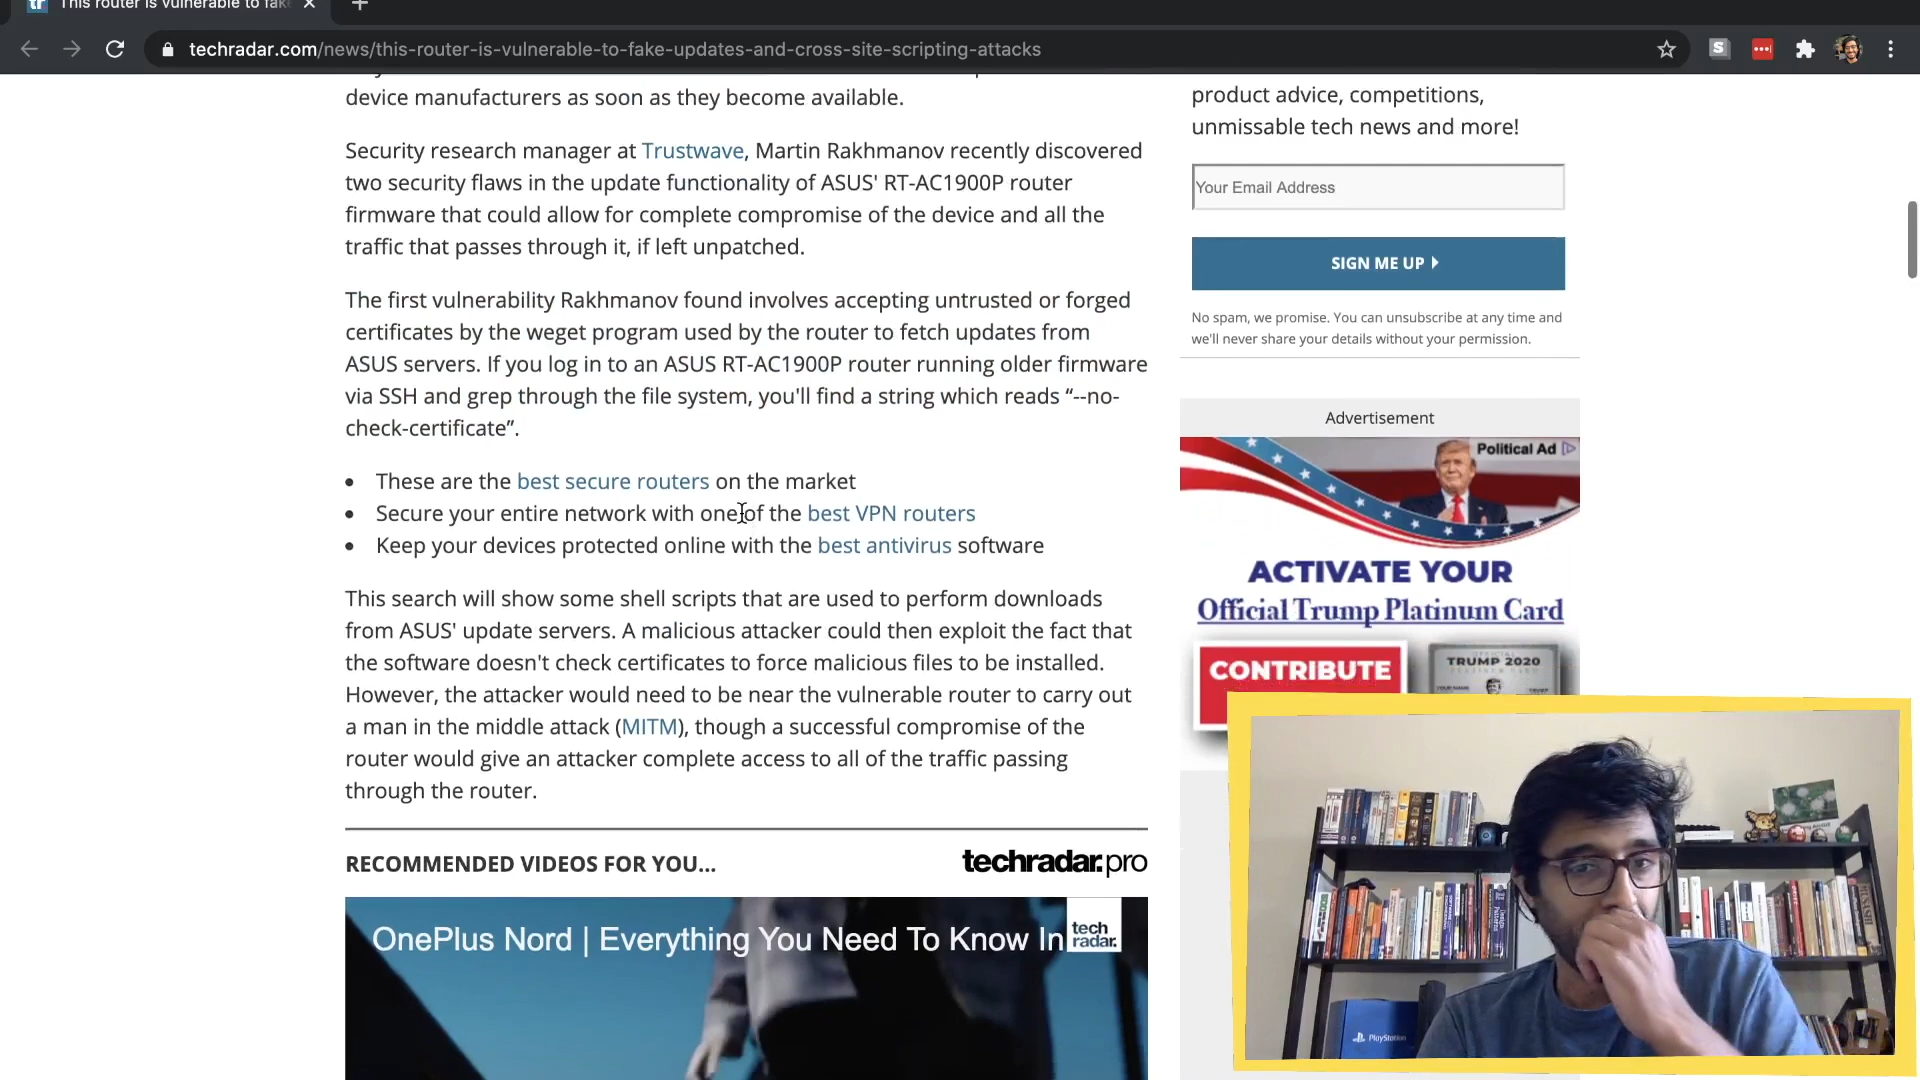 tr This router is vulnerable to fak
techradar.com/news/this-router-is-vulnerable-to-fake-updates-and-cross-site-scripting-attacks
S
device manufacturers as soon as they become available.
Security research manager at Trustwave, Martin Rakhmanov recently discovered
two security flaws in the update functionality of ASUS' RT-AC1900P router
firmware that could allow for complete compromise of the device and all the
traffic that passes through it, if left unpatched.
The first vulnerability Rakhmanov found involves accepting untrusted or forged
certificates by the weget program used by the router to fetch updates from
ASUS servers. If you log in to an ASUS RT-AC1900P router running older firmware
via SSH and grep through the file system, you'll find a string which reads “--no-
check-certificate”.
• These are the best secure routers on the market
• Secure your entire network with one of the best VPN routers
• Keep your devices protected online with the best antivirus software
This search will show some shell scripts that are used to perform downloads
from ASUS' update servers. A malicious attacker could then exploit the fact that
the software doesn't check certificates to force malicious files to be installed.
However, the attacker would need to be near the vulnerable router to carry out
a man in the middle attack (MITM), though a successful compromise of the
router would give an attacker complete access to all of the traffic passing
through the router.
RECOMMENDED VIDEOS FOR YOU...
techradar.pro
OnePlus Nord | Everything You Need To Know In
tech
radar.
product advice, competitions,
unmissable tech news and more!
Your Email Address
SIGN ME UP
No spam, we promise. You can unsubscribe at any time and
we'll never share your details without your permission.
Advertisement
Political Ad
ACTIVATE YOUR
Official Trump Platinum Card
CONTRIBUTE
TRUMP 2020
PlayStation